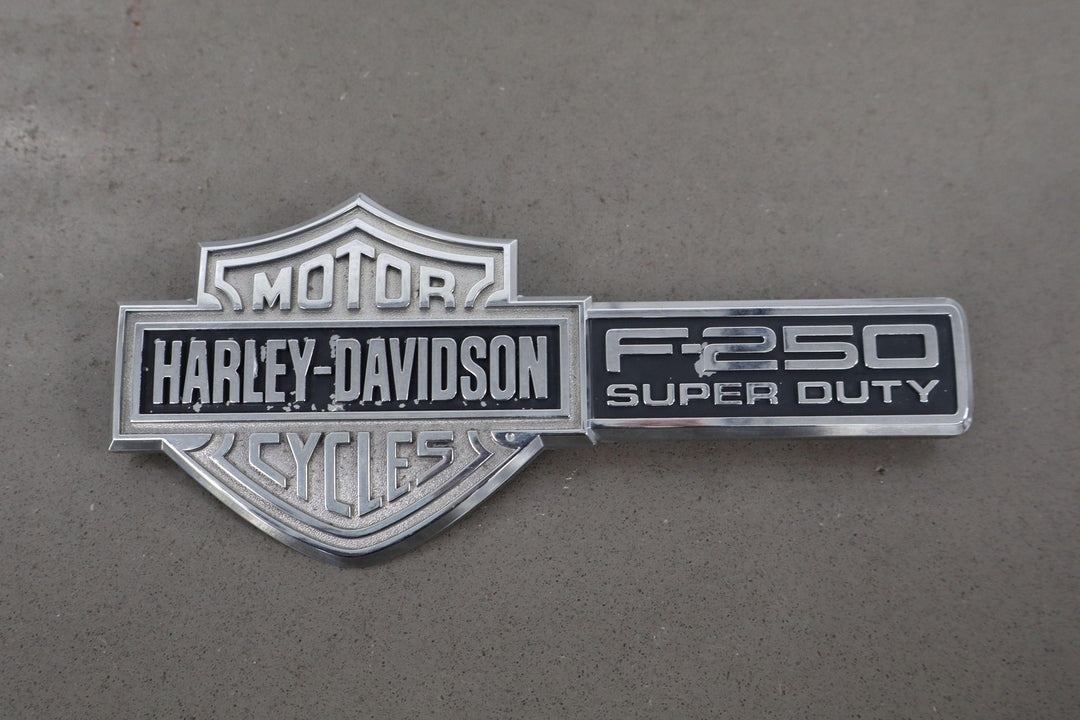 MOTOR
HARLEY-DAVIDSON
CYCLES
F-250
SUPER DUTY